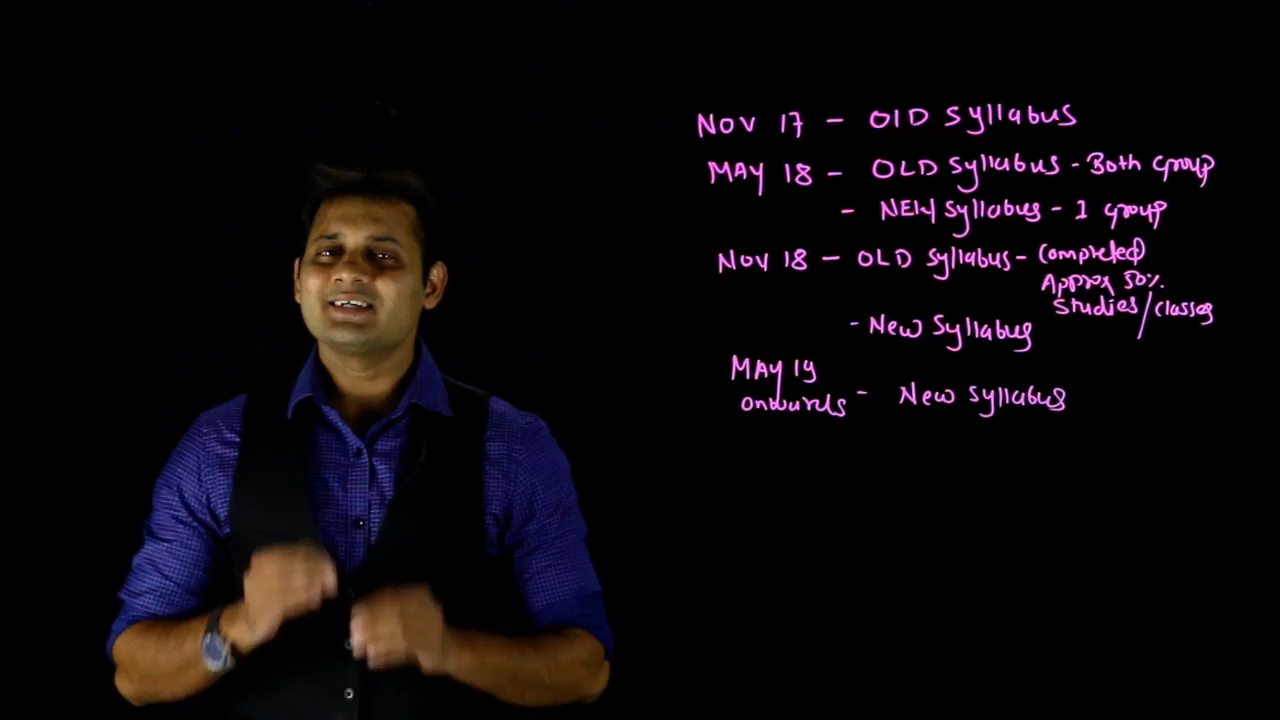 NOV 17 - OlD Syllabus
MAY 18 - OLD Syllabus - Both group
- NEW Syllabus - 1 group
NOV 18 - OLD Syllabus - Completed
Approx 50%
Studies/classes
- New Syllabus
MAY 19
onwards - New Syllabus